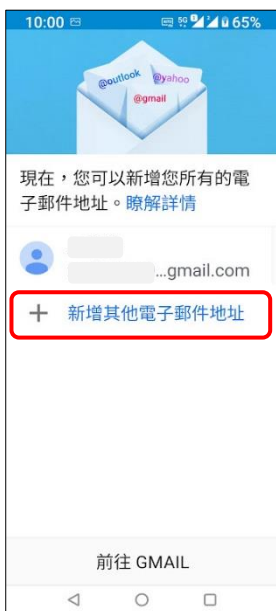 10:00 5G 65%
@outlook @yahoo
@gmail
現在，您可以新增您所有的電
子郵件地址。瞭解詳情
...gmail.com
+ 新增其他電子郵件地址
前往 GMAIL